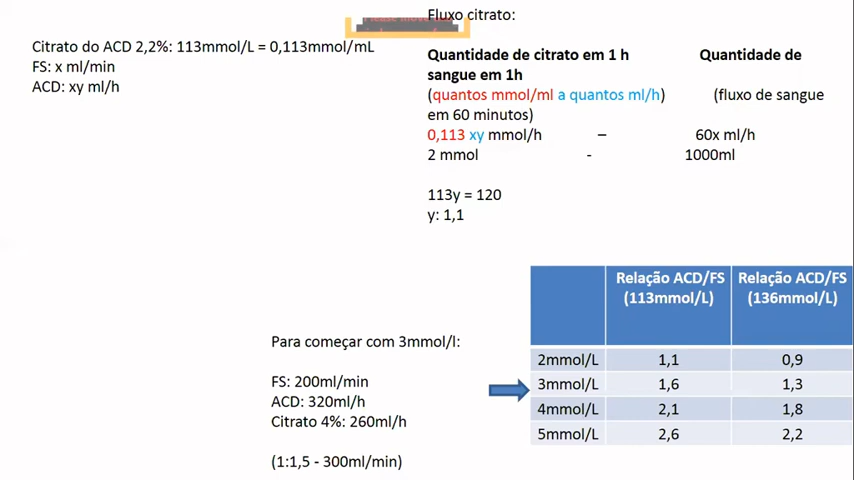 Fluxo citrato:
Citrato do ACD 2,2%: 113mmol/L = 0,113mmol/mL
FS: x ml/min
ACD: xy ml/h
Quantidade de citrato em 1 h Quantidade de
sangue em 1h
(quantos mmol/ml a quantos ml/h) (fluxo de sangue
em 60 minutos)
0,113 xy mmol/h – 60x ml/h
2 mmol - 1000ml
113y = 120
y: 1,1
Para começar com 3mmol/l:
FS: 200ml/min
ACD: 320ml/h
Citrato 4%: 260ml/h
(1:1,5 - 300ml/min)
Relação ACD/FS Relação ACD/FS
(113mmol/L) (136mmol/L)
2mmol/L 1,1 0,9
3mmol/L 1,6 1,3
4mmol/L 2,1 1,8
5mmol/L 2,6 2,2